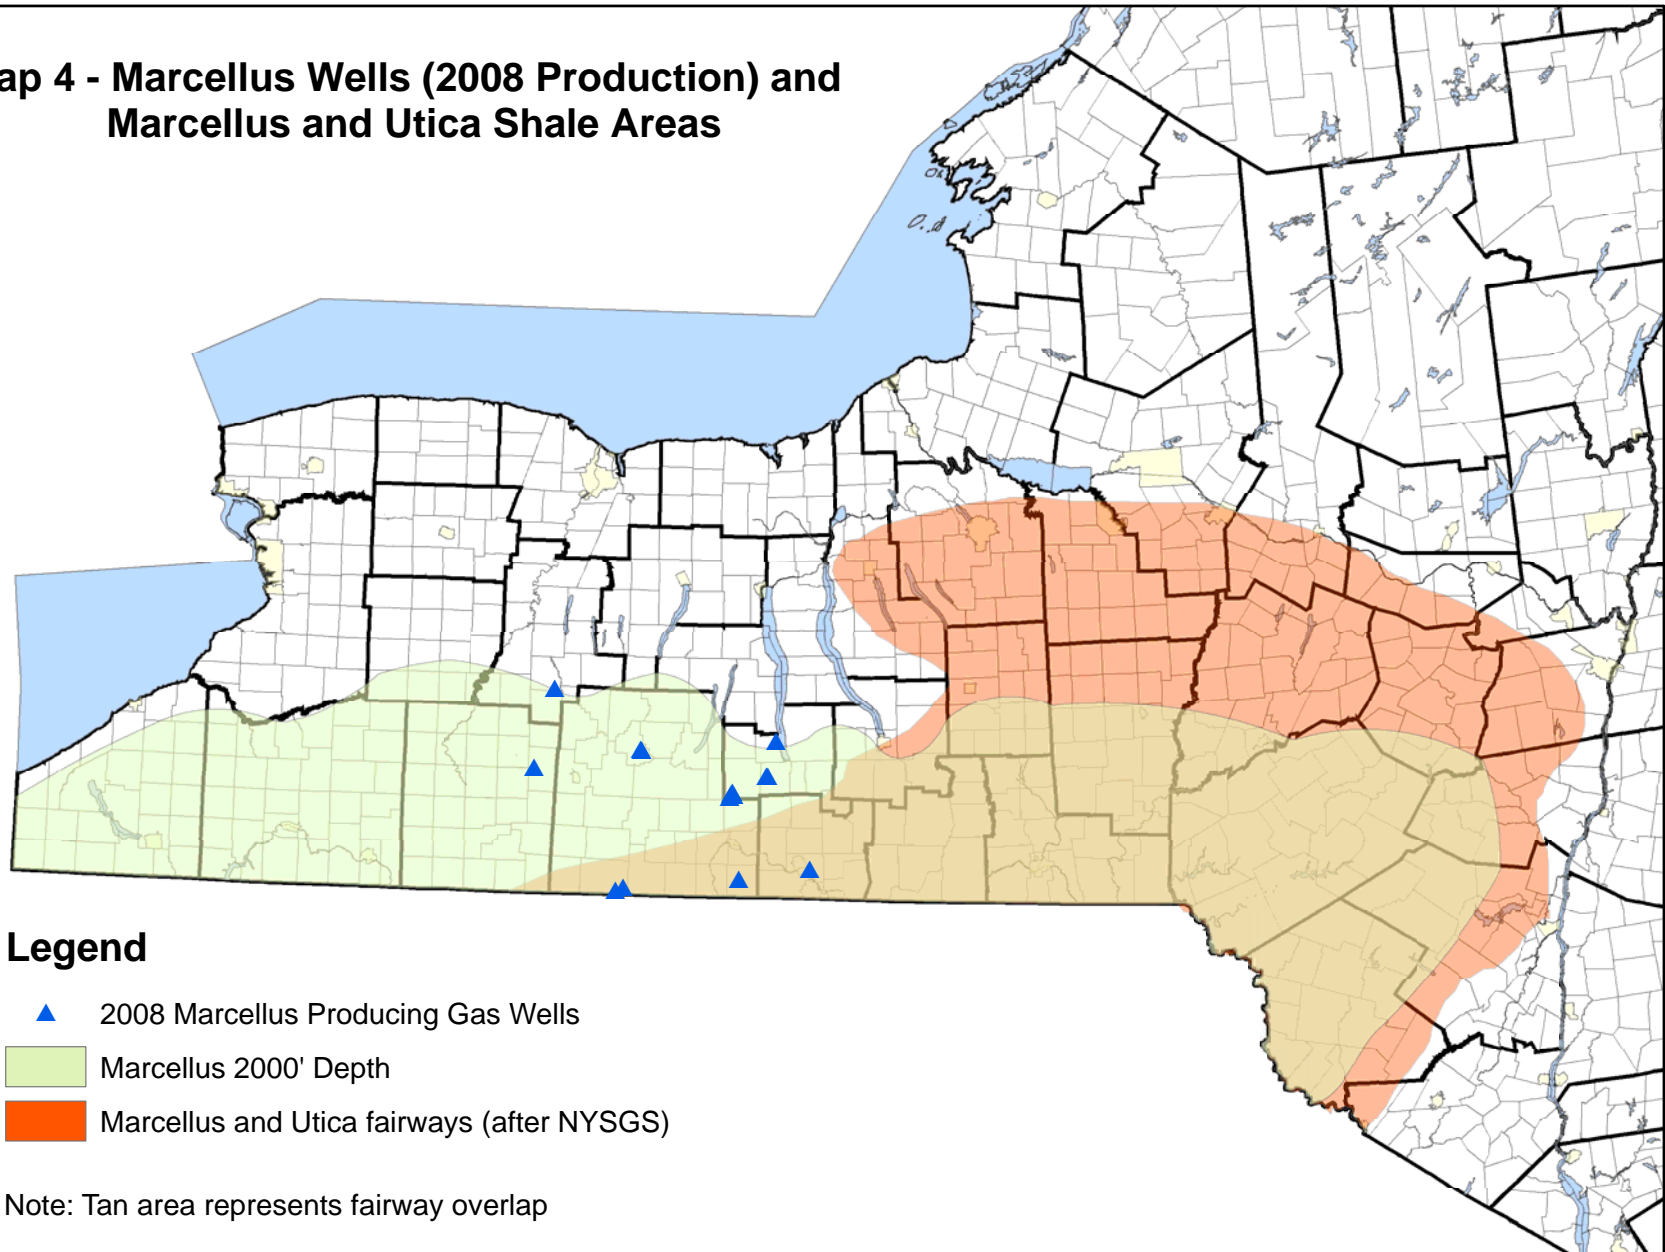 ap 4 - Marcellus Wells (2008 Production) and
Marcellus and Utica Shale Areas
Legend
2008 Marcellus Producing Gas Wells
Marcellus 2000' Depth
Marcellus and Utica fairways (after NYSGS)
Note: Tan area represents fairway overlap